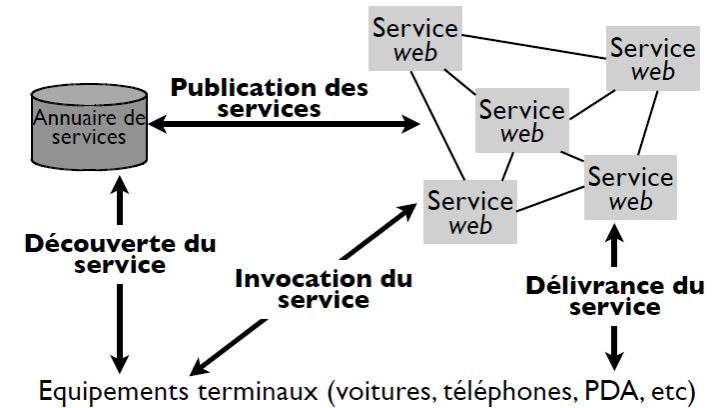 Service
web
Service
web
Publication des
services
Annuaire de
services
Service
web
Service
web
Service
web
Découverte du
service
Invocation du
service
Délivrance du
service
Equipements terminaux (voitures, téléphones, PDA, etc)